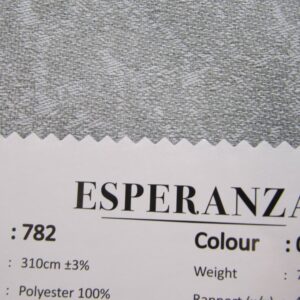 ESPERANZA
: 782 Colour :
: 310cm ±3% Weight :
: Polyester 100%